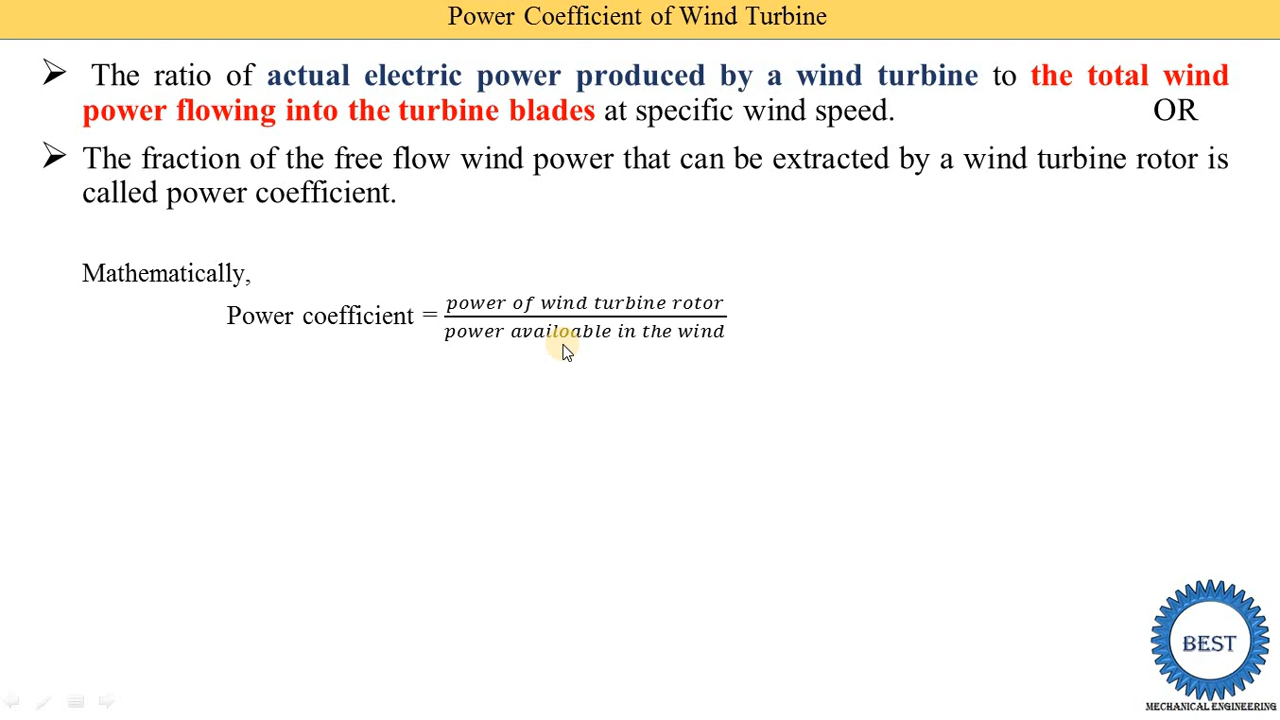 Power Coefficient of Wind Turbine
The ratio of actual electric power produced by a wind turbine to the total wind
power flowing into the turbine blades at specific wind speed. OR
The fraction of the free flow wind power that can be extracted by a wind turbine rotor is
called power coefficient.
Mathematically,
Power coefficient = power of wind turbine rotor
power availoable in the wind
BEST
MECHANICAL ENGINEERING